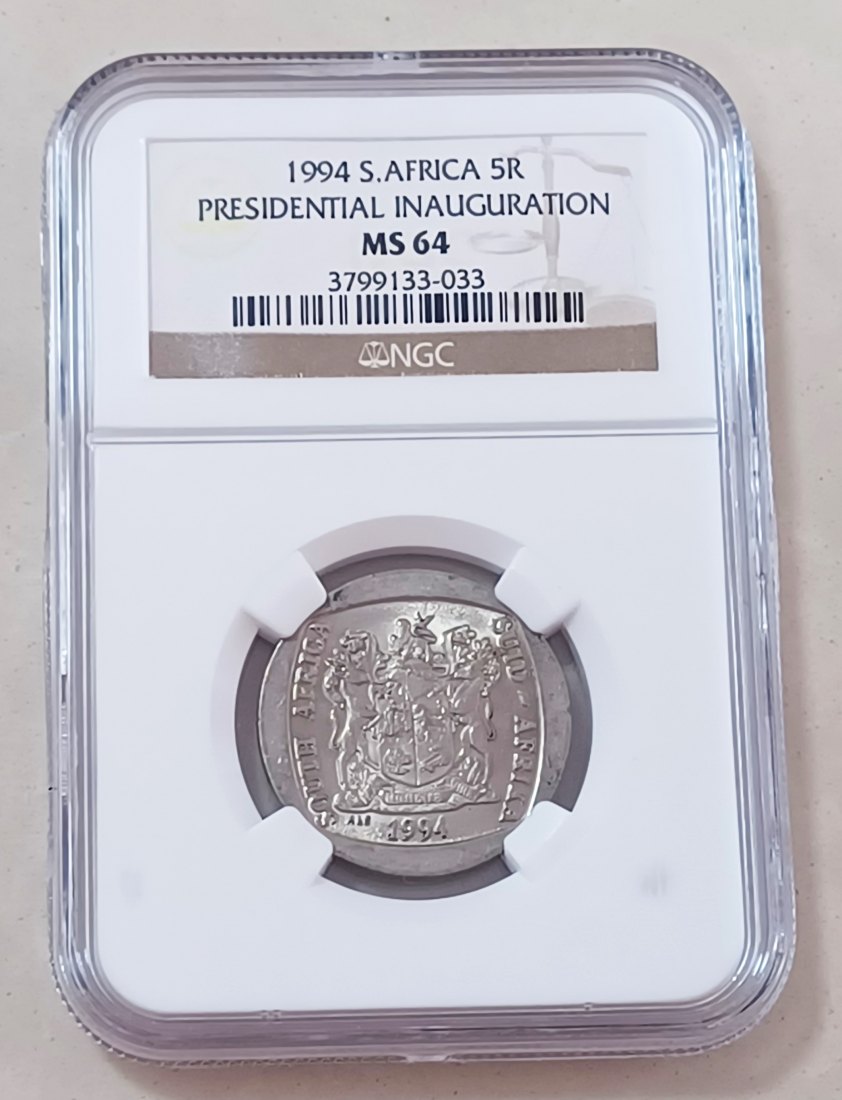 1994 S.AFRICA 5R
PRESIDENTIAL INAUGURATION
MS 64
3799133-033
NGC
SOUTH AFRICA
SUID - AFRIKA
1994